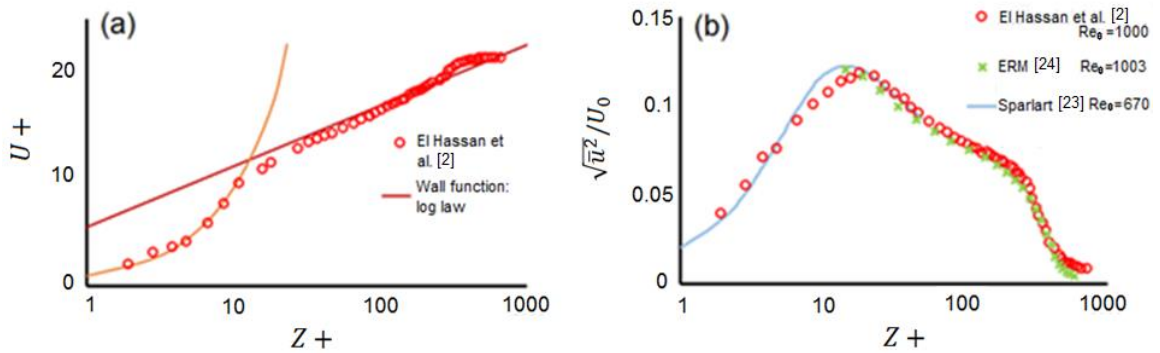 (a)
20
10
0
U +
1 10 100 1000
Z +
El Hassan et
al. [2]
Wall function:
log law
(b)
0.15
0.1
0.05
0
√ū²/U₀
1 10 100 1000
Z +
El Hassan et al. [2]
Re₀ =1000
ERM [24] Re₀=1003
Sparlart [23] Re₀=670